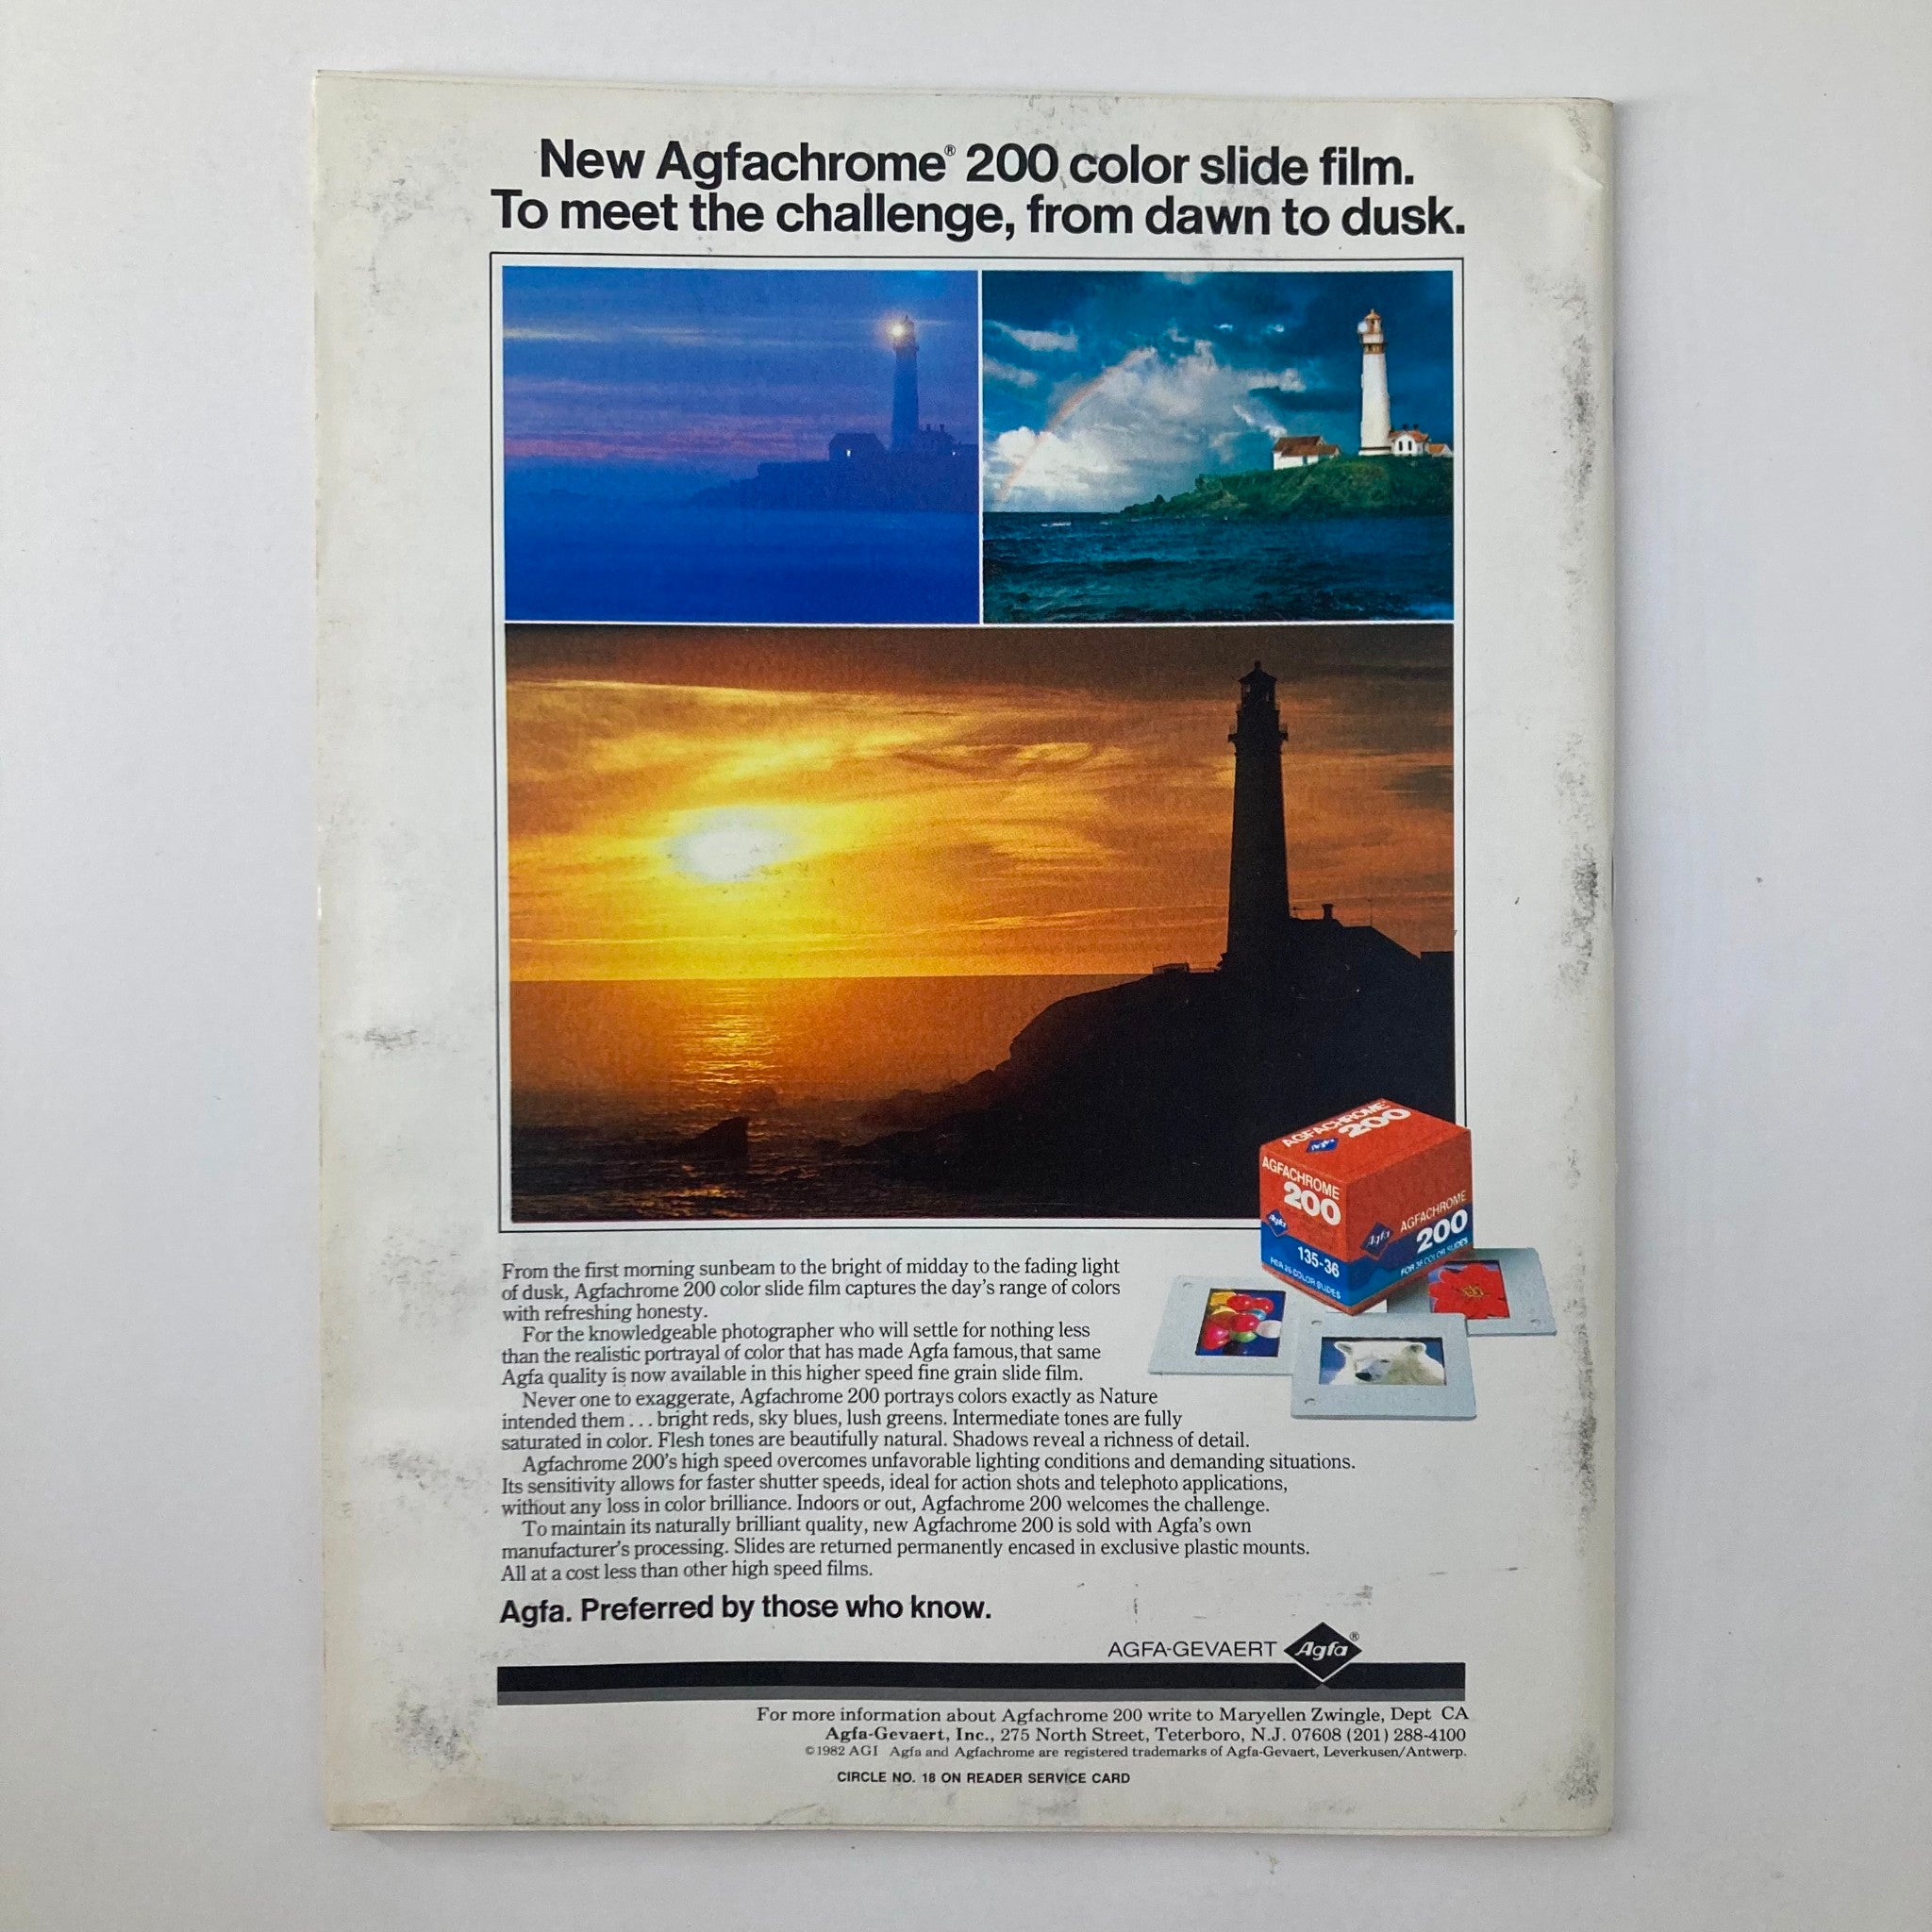 New Agfachrome® 200 color slide film.
To meet the challenge, from dawn to dusk.
AGFACHROME
200
Agfa
AGFACHROME
200
Agfa
135-36
FOR 36 COLOR SLIDES
AGFACHROME
200
Agfa
FOR 36 COLOR SLIDES
From the first morning sunbeam to the bright of midday to the fading light
of dusk, Agfachrome 200 color slide film captures the day's range of colors
with refreshing honesty.
For the knowledgeable photographer who will settle for nothing less
than the realistic portrayal of color that has made Agfa famous, that same
Agfa quality is now available in this higher speed fine grain slide film.
Never one to exaggerate, Agfachrome 200 portrays colors exactly as Nature
intended them . . . bright reds, sky blues, lush greens. Intermediate tones are fully
saturated in color. Flesh tones are beautifully natural. Shadows reveal a richness of detail.
Agfachrome 200's high speed overcomes unfavorable lighting conditions and demanding situations.
Its sensitivity allows for faster shutter speeds, ideal for action shots and telephoto applications,
without any loss in color brilliance. Indoors or out, Agfachrome 200 welcomes the challenge.
To maintain its naturally brilliant quality, new Agfachrome 200 is sold with Agfa's own
manufacturer's processing. Slides are returned permanently encased in exclusive plastic mounts.
All at a cost less than other high speed films.
Agfa. Preferred by those who know.
AGFA-GEVAERT Agfa®
For more information about Agfachrome 200 write to Maryellen Zwingle, Dept CA
Agfa-Gevaert, Inc., 275 North Street, Teterboro, N.J. 07608 (201) 288-4100
©1982 AGI Agfa and Agfachrome are registered trademarks of Agfa-Gevaert, Leverkusen/Antwerp.
CIRCLE NO. 18 ON READER SERVICE CARD